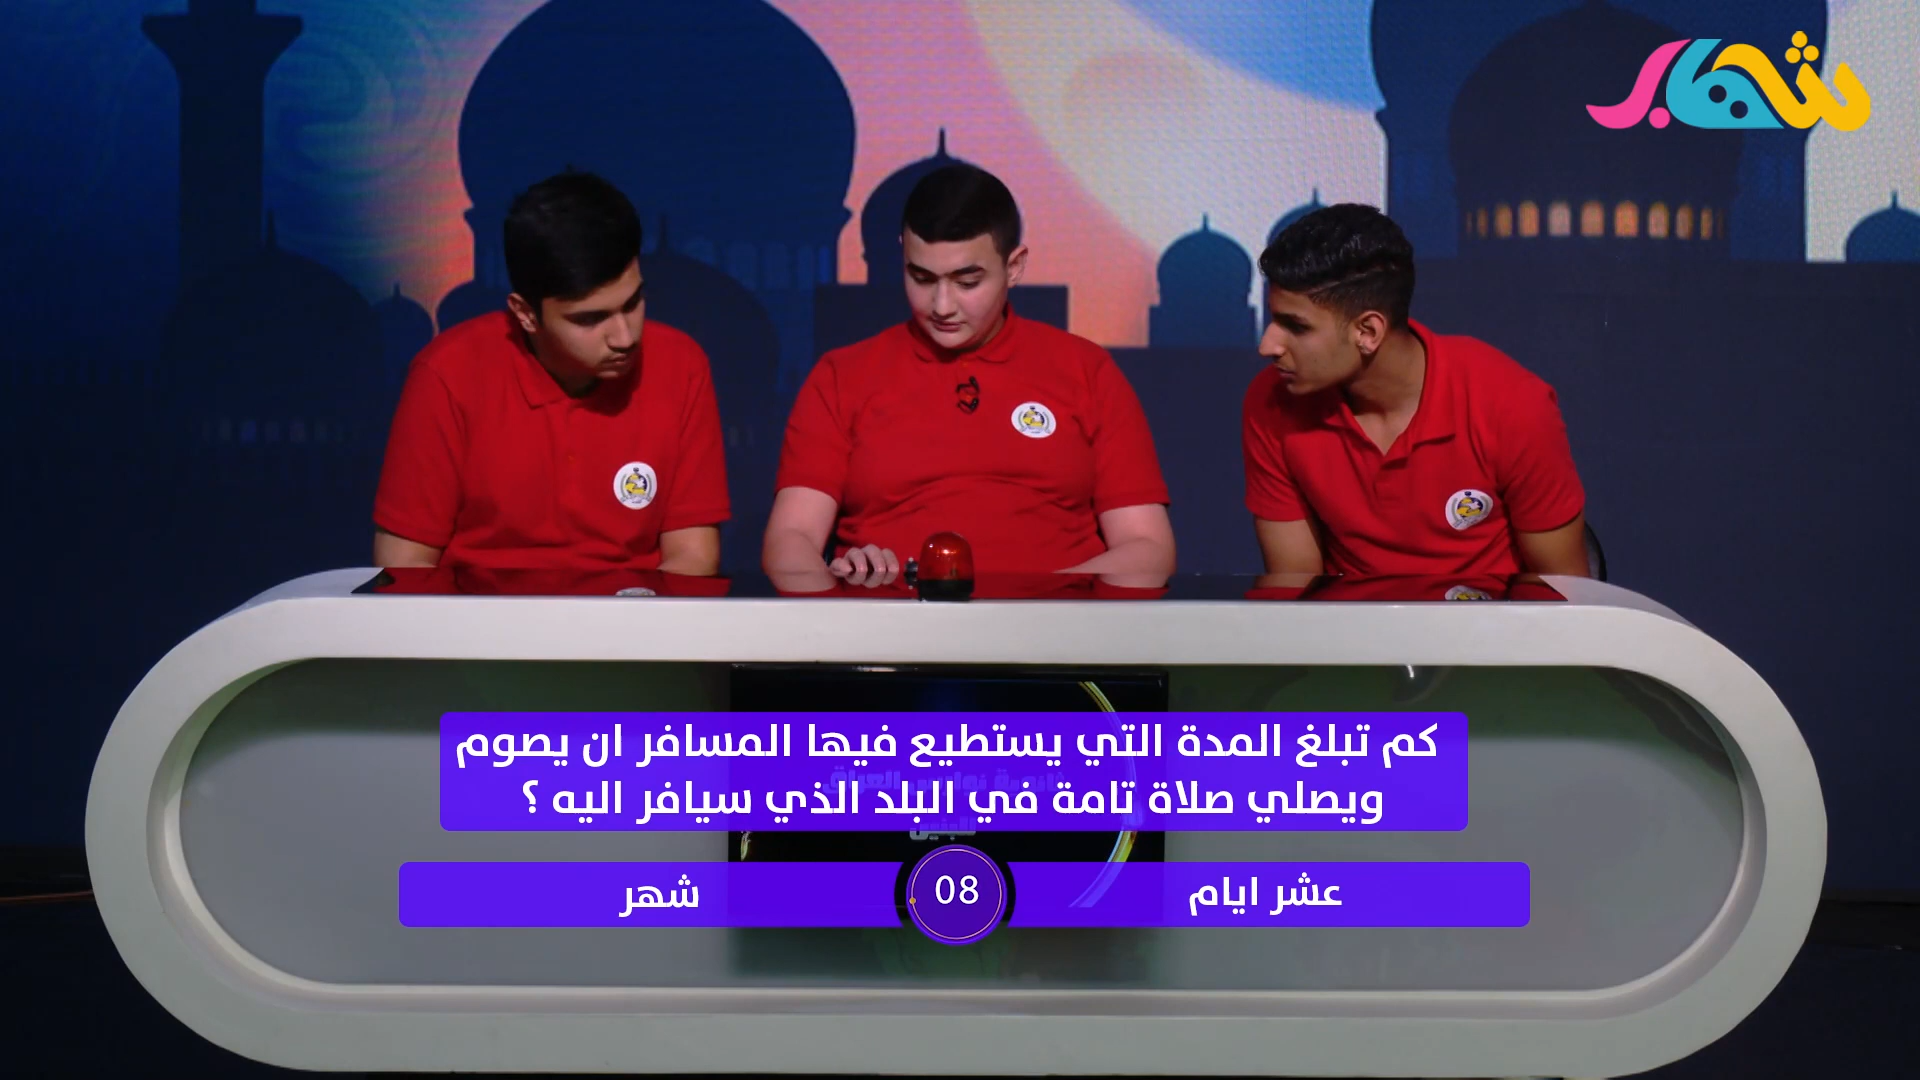 شهاب
كم تبلغ المدة التي يستطيع فيها المسافر ان يصوم
ويصلي صلاة تامة في البلد الذي سيافر اليه ؟
عشر ايام
08
شهر